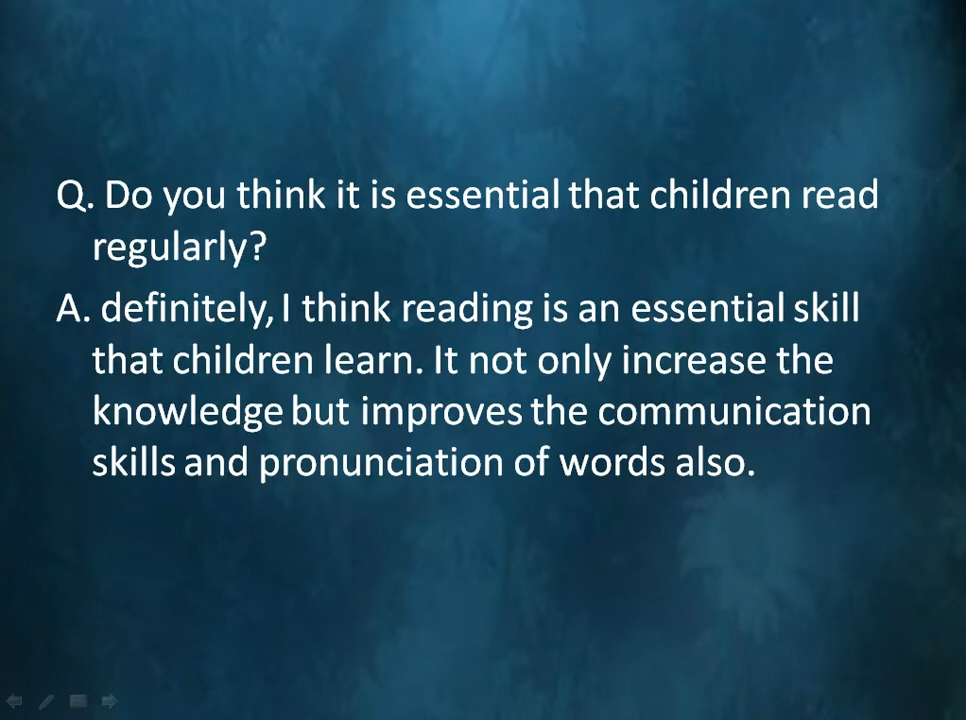 Q. Do you think it is essential that children read
regularly?
A. definitely, I think reading is an essential skill
that children learn. It not only increase the
knowledge but improves the communication
skills and pronunciation of words also.